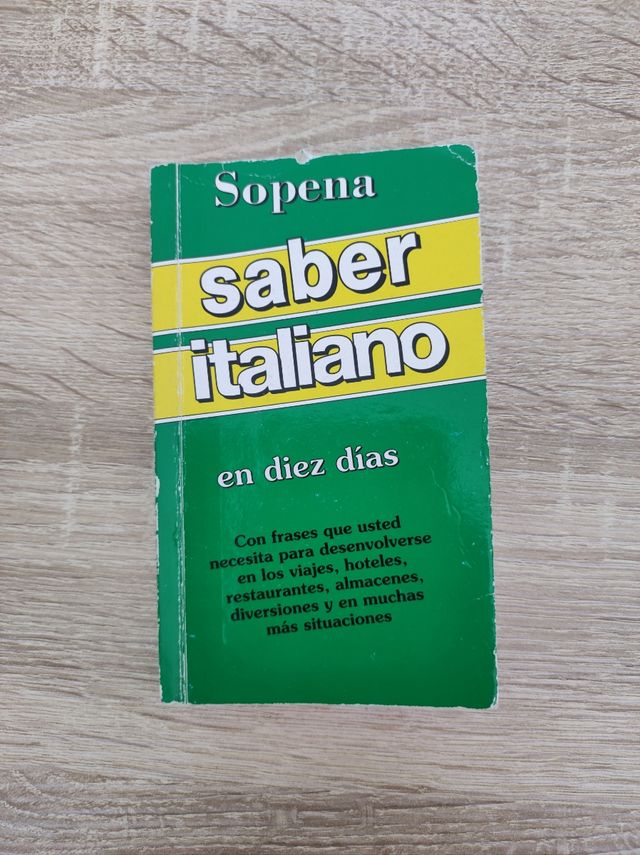 Sopena
saber
italiano
en diez días
Con frases que usted
necesita para desenvolverse
en los viajes, hoteles,
restaurantes, almacenes,
diversiones y en muchas
más situaciones